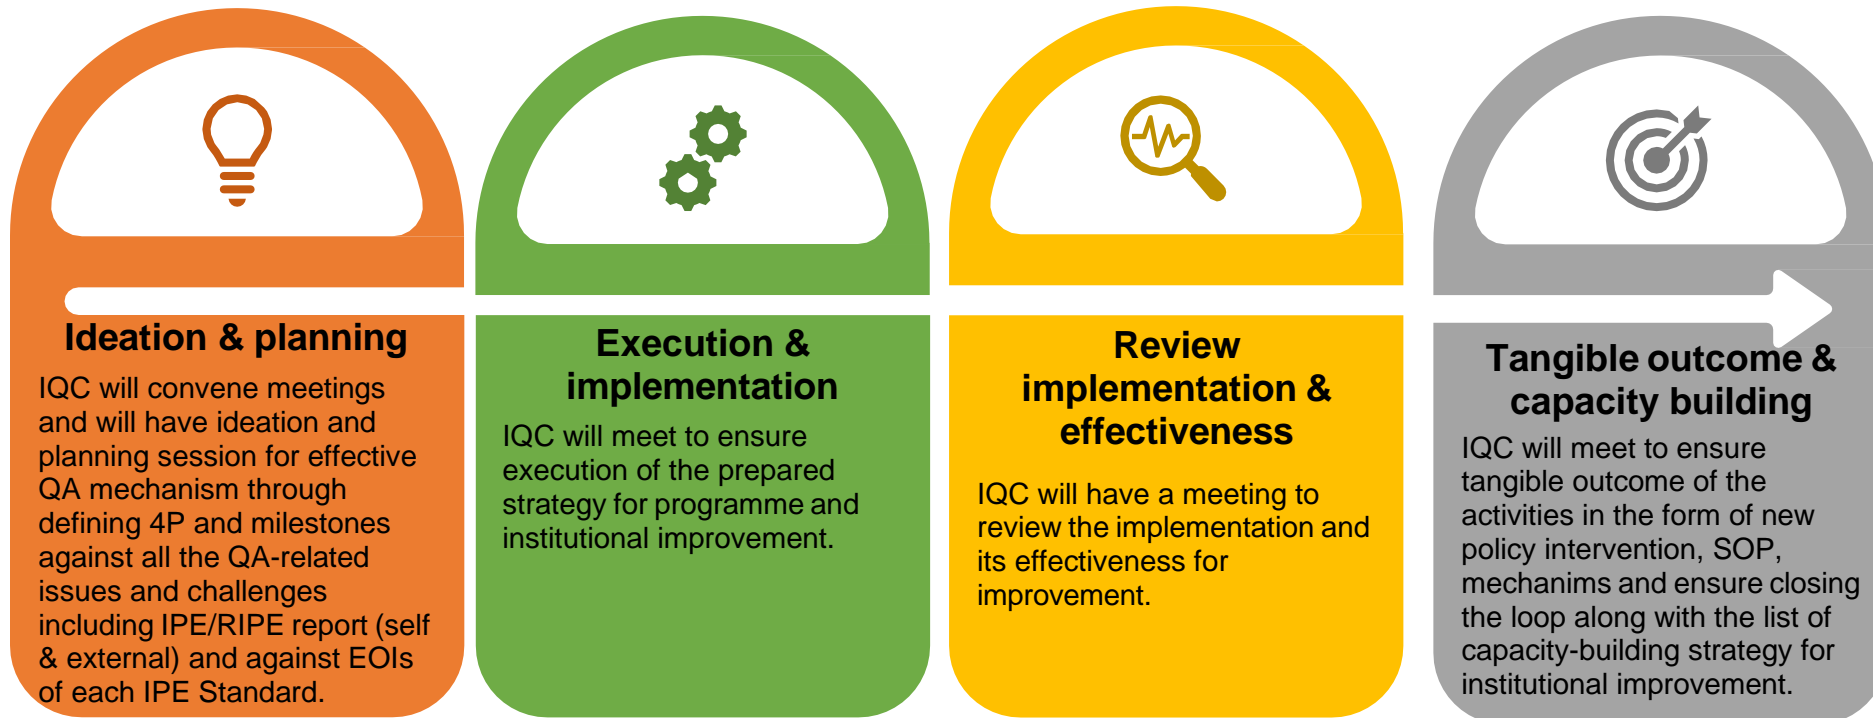 Ideation & planning
IQC will convene meetings
and will have ideation and
planning session for effective
QA mechanism through
defining 4P and milestones
against all the QA-related
issues and challenges
including IPE/RIPE report (self
& external) and against EOIs
of each IPE Standard.
Execution &
implementation
IQC will meet to ensure
execution of the prepared
strategy for programme and
institutional improvement.
Review
implementation &
effectiveness
IQC will have a meeting to
review the implementation and
its effectiveness for
improvement.
Tangible outcome &
capacity building
IQC will meet to ensure
tangible outcome of the
activities in the form of new
policy intervention, SOP,
mechanims and ensure closing
the loop along with the list of
capacity-building strategy for
institutional improvement.